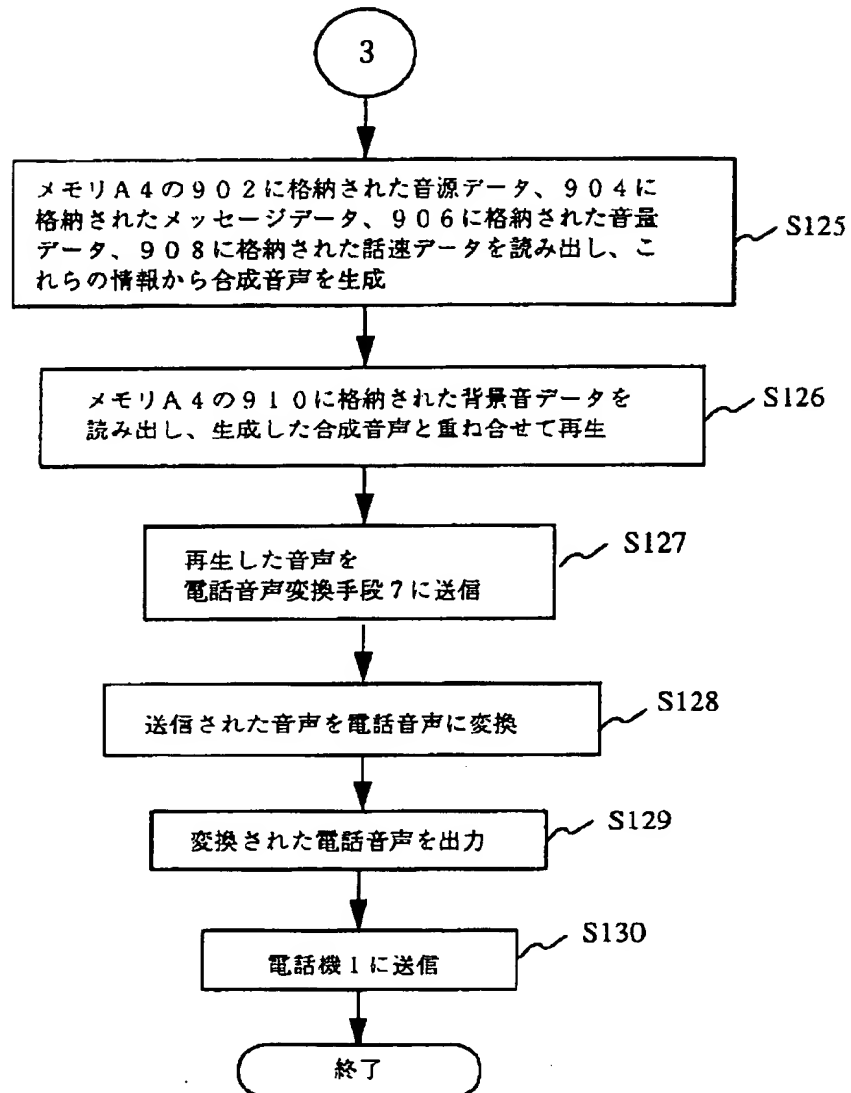 3
メモリA4の902に格納された音源データ、904に
格納されたメッセージデータ、906に格納された音量
データ、908に格納された話速データを読み出し、こ
れらの情報から合成音声を生成
S125
メモリA4の910に格納された背景音データを
読み出し、生成した合成音声と重ね合せて再生
S126
再生した音声を
電話音声変換手段7に送信
S127
送信された音声を電話音声に変換
S128
変換された電話音声を出力
S129
電話機1に送信
S130
終了